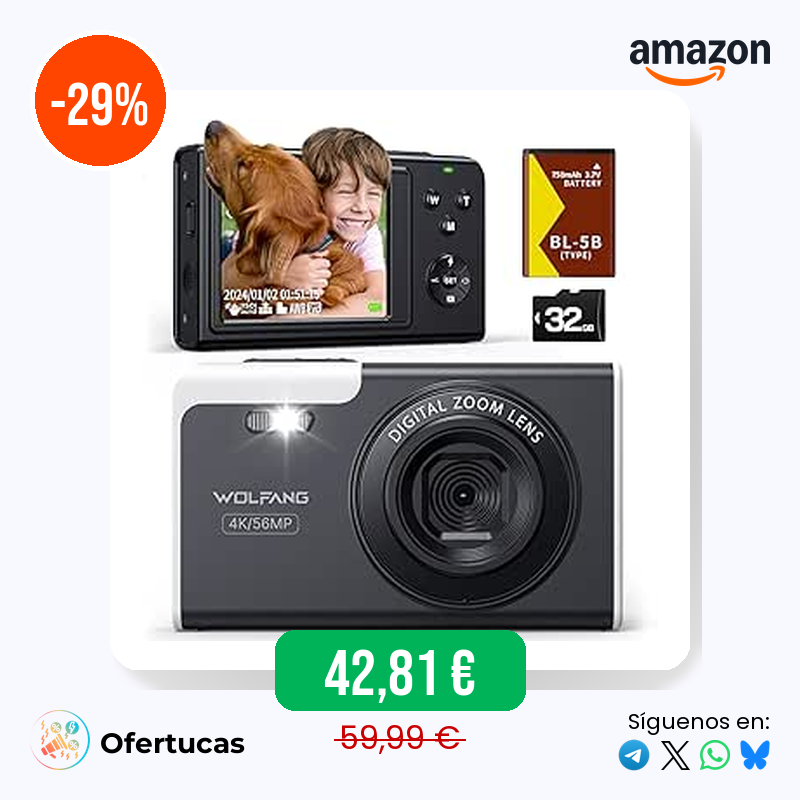 -29%
amazon
750mAh 3.7V
BATTERY
BL-5B
(TYPE)
W
T
M
SET
2024/01/02 01:51:15
32GB
DIGITAL ZOOM LENS
WOLFANG
4K/56MP
42,81 €
59,99 €
Ofertucas
Síguenos en: